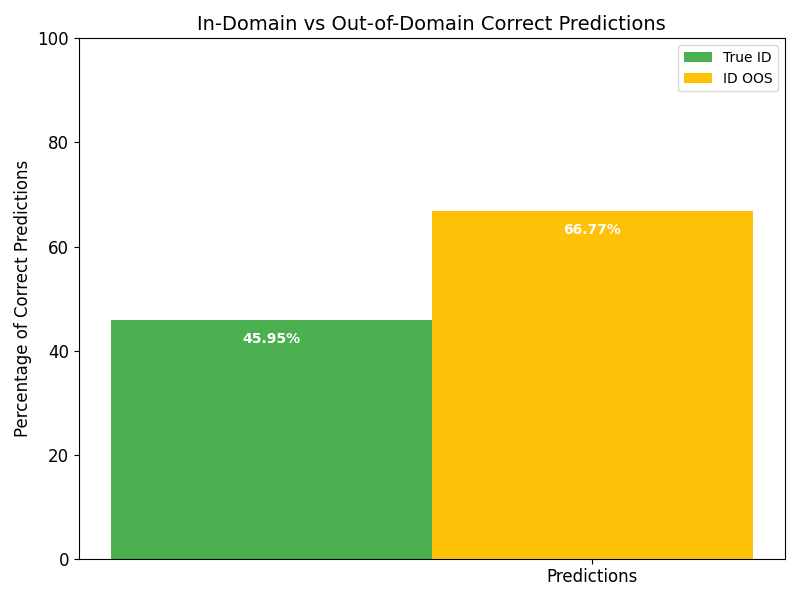 In-Domain vs Out-of-Domain Correct Predictions
True ID
ID OOS
Percentage of Correct Predictions
100
80
60
40
20
0
45.95%
66.77%
Predictions